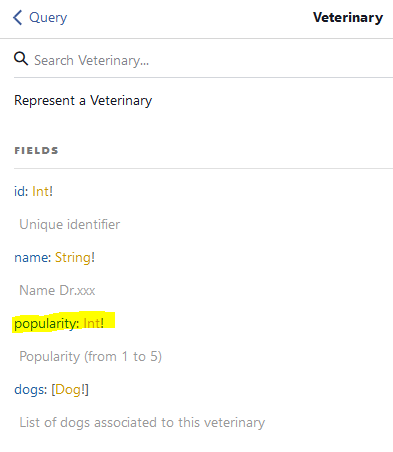 Query Veterinary
Search Veterinary...
Represent a Veterinary
FIELDS
id: Int!
Unique identifier
name: String!
Name Dr.xxx
popularity: Int!
Popularity (from 1 to 5)
dogs: [Dog!]
List of dogs associated to this veterinary